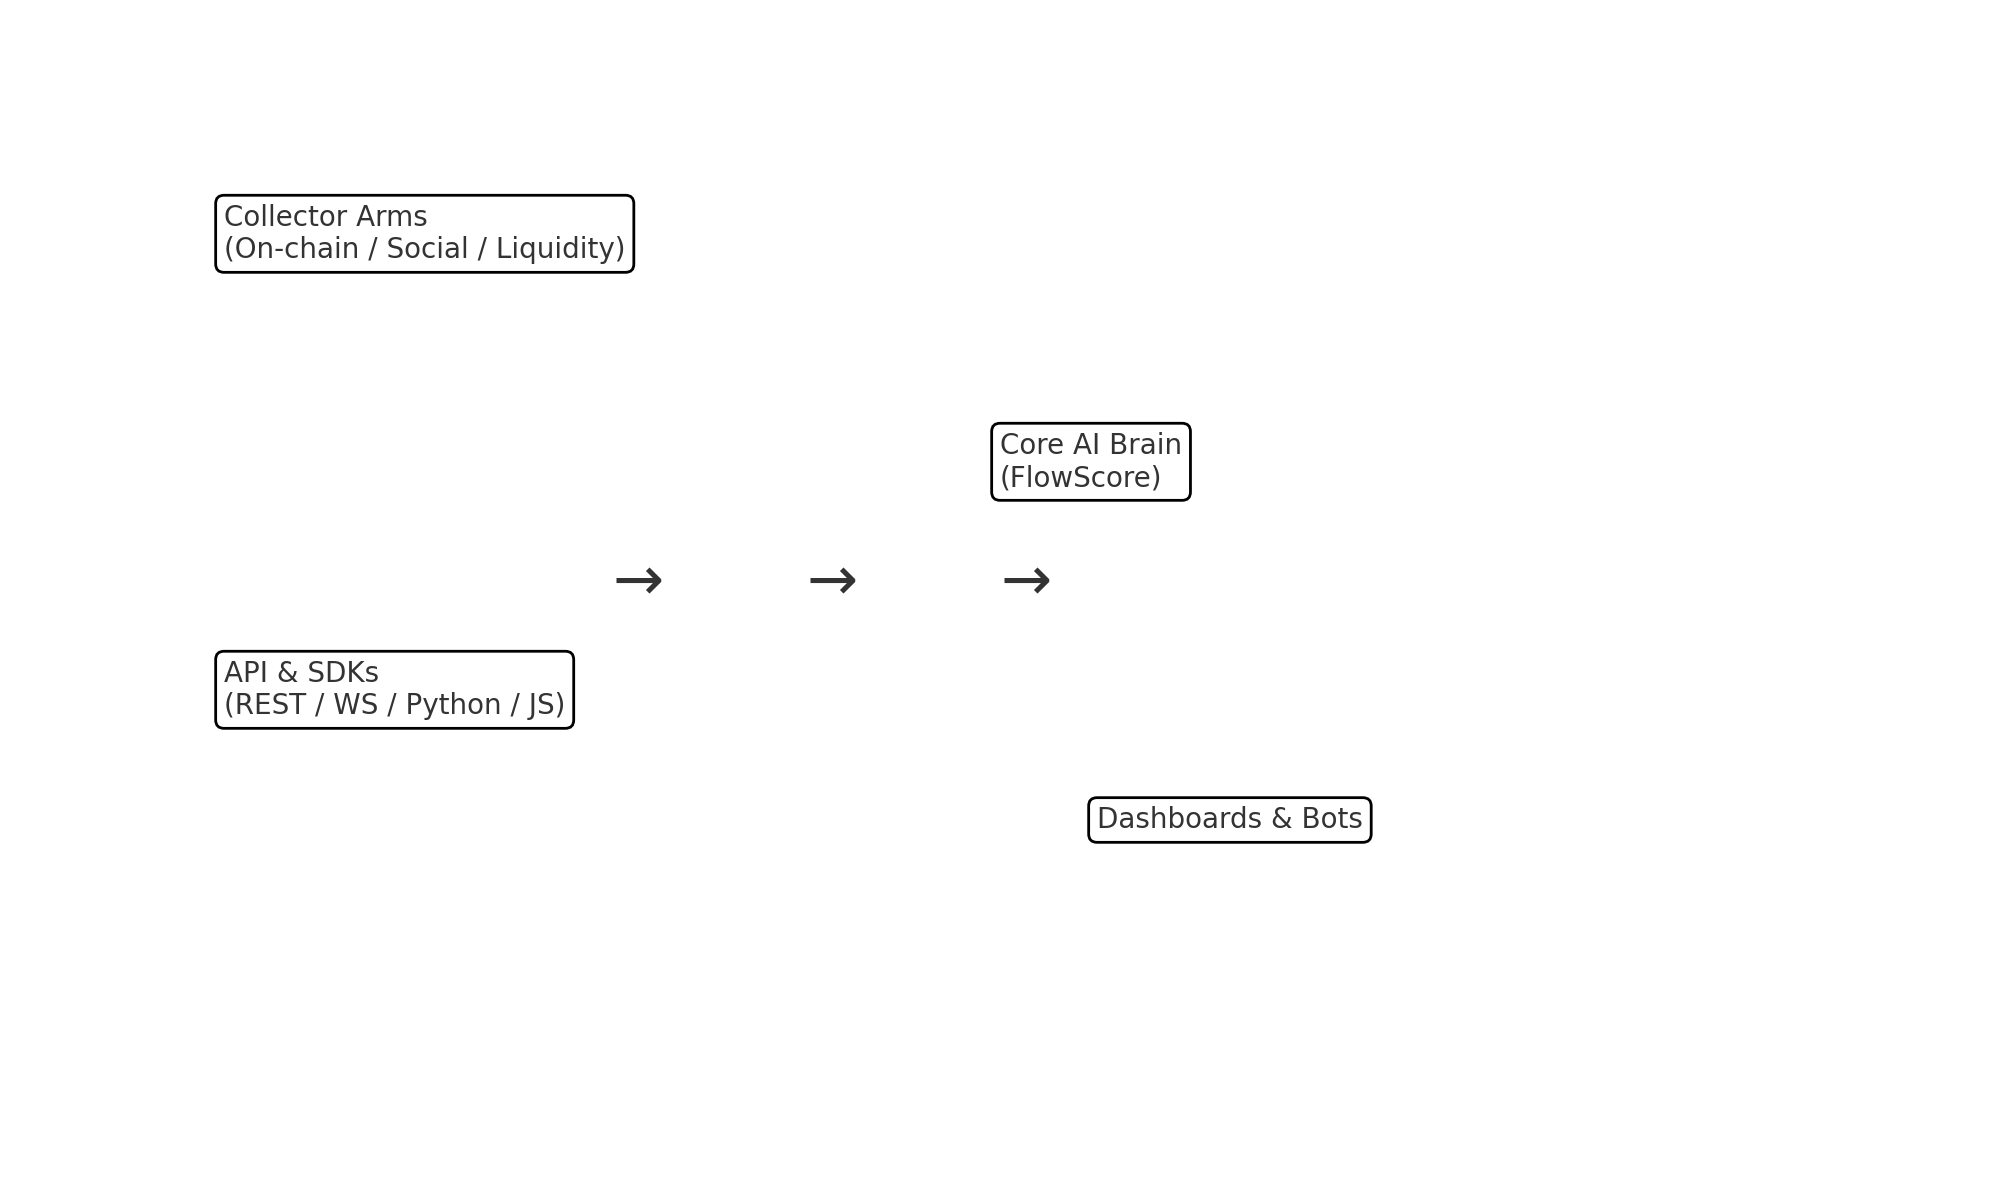 Collector Arms
(On-chain / Social / Liquidity)
Core AI Brain
(FlowScore)
→ → →
API & SDKs
(REST / WS / Python / JS)
Dashboards & Bots